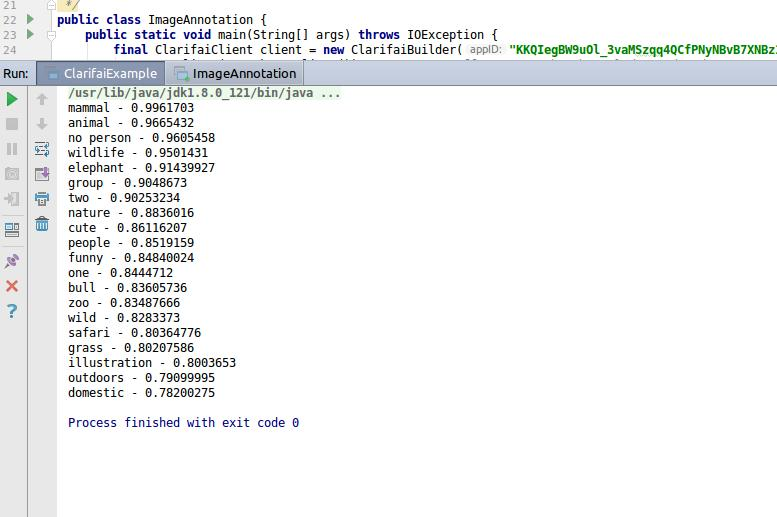 21 */
22 public class ImageAnnotation {
23 public static void main(String[] args) throws IOException {
24 final ClarifaiClient client = new ClarifaiBuilder( appID: "KKQIegBW9uOl_3vaMSzqq4QCfPNyNBvB7XNBz
Run: ClarifaiExample ImageAnnotation
/usr/lib/java/jdk1.8.0_121/bin/java ...
mammal - 0.9961703
animal - 0.9665432
no person - 0.9605458
wildlife - 0.9501431
elephant - 0.91439927
group - 0.9048673
two - 0.90253234
nature - 0.8836016
cute - 0.86116207
people - 0.8519159
funny - 0.84840024
one - 0.8444712
bull - 0.83605736
zoo - 0.83487666
wild - 0.8283373
safari - 0.80364776
grass - 0.80207586
illustration - 0.8003653
outdoors - 0.79099995
domestic - 0.78200275
Process finished with exit code 0